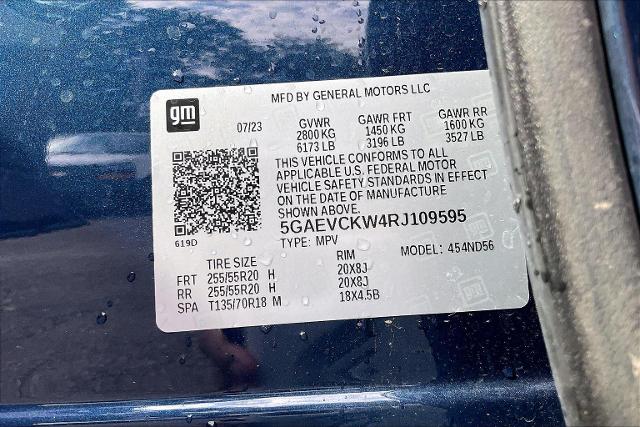 MFD BY GENERAL MOTORS LLC
gm
07/23
GVWR GAWR FRT GAWR RR
2800 KG 1450 KG 1600 KG
6173 LB 3196 LB 3527 LB
THIS VEHICLE CONFORMS TO ALL
APPLICABLE U.S. FEDERAL MOTOR
VEHICLE SAFETY STANDARDS IN EFFECT
ON THE DATE OF MANUFACTURE
SHOWN ABOVE.
5GAEVCKW4RJ109595
619D
TYPE: MPV MODEL: 454ND56
TIRE SIZE RIM
FRT 255/55R20 H 20X8J
RR 255/55R20 H 20X8J
SPA T135/70R18 M 18X4.5B